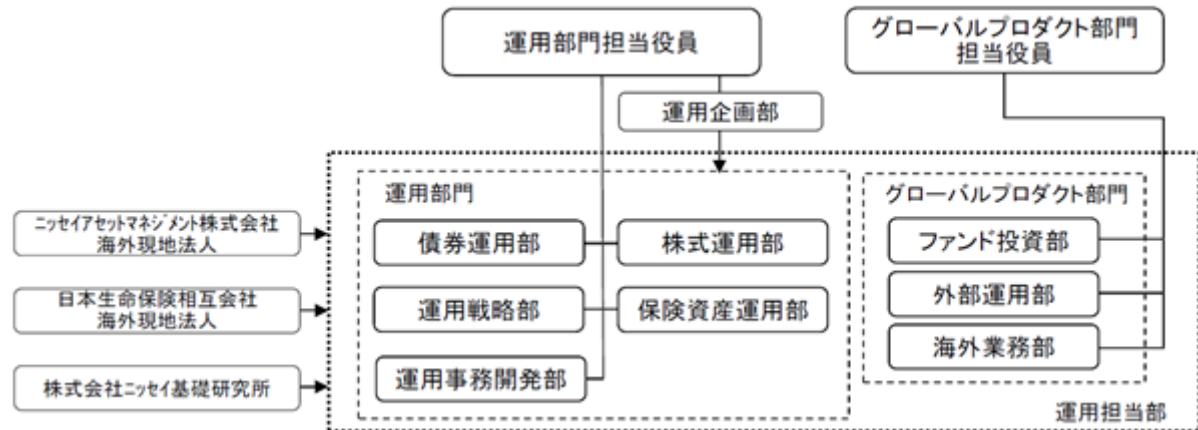 運用部門担当役員
グローバルプロダクト部門
担当役員
運用企画部
運用部門
グローバルプロダクト部門
ニッセイアセットマネジメント株式会社
海外現地法人
債券運用部
株式運用部
ファンド投資部
日本生命保険相互会社
海外現地法人
運用戦略部
保険資産運用部
外部運用部
海外業務部
株式会社ニッセイ基礎研究所
運用事務開発部
運用担当部